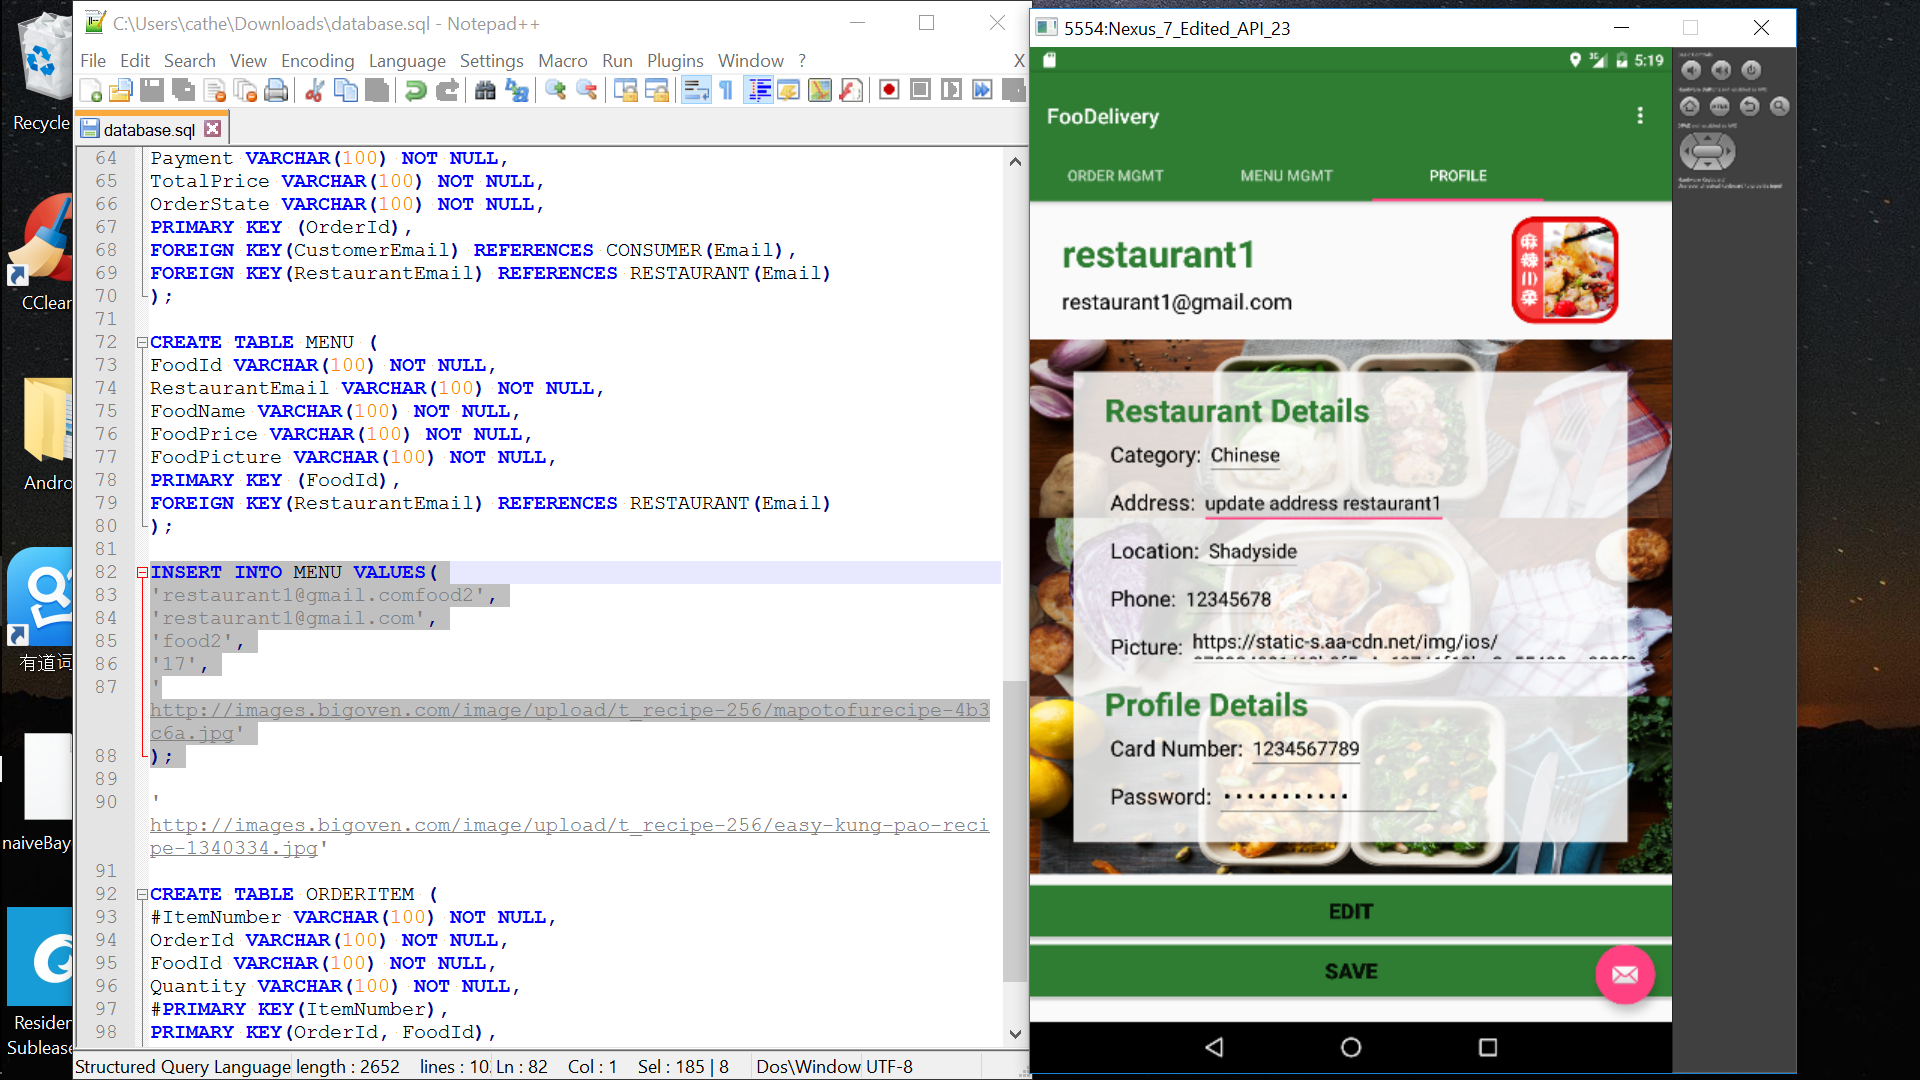 C:\Users\cathe\Downloads\database.sql - Notepad++
File Edit Search View Encoding Language Settings Macro Run Plugins Window ? X
database.sql
64 Payment VARCHAR(100) NOT NULL,
65 TotalPrice VARCHAR(100) NOT NULL,
66 OrderState VARCHAR(100) NOT NULL,
67 PRIMARY KEY (OrderId),
68 FOREIGN KEY(CustomerEmail) REFERENCES CONSUMER(Email),
69 FOREIGN KEY(RestaurantEmail) REFERENCES RESTAURANT(Email)
70 );
71
72 CREATE TABLE MENU (
73 FoodId VARCHAR(100) NOT NULL,
74 RestaurantEmail VARCHAR(100) NOT NULL,
75 FoodName VARCHAR(100) NOT NULL,
76 FoodPrice VARCHAR(100) NOT NULL,
77 FoodPicture VARCHAR(100) NOT NULL,
78 PRIMARY KEY (FoodId),
79 FOREIGN KEY(RestaurantEmail) REFERENCES RESTAURANT(Email)
80 );
81
82 INSERT INTO MENU VALUES(
83 'restaurant1@gmail.comfood2',
84 'restaurant1@gmail.com',
85 'food2',
86 '17',
87 '
http://images.bigoven.com/image/upload/t_recipe-256/mapotofurecipe-4b3
c6a.jpg'
88 );
89
90 '
http://images.bigoven.com/image/upload/t_recipe-256/easy-kung-pao-reci
pe-1340334.jpg'
91
92 CREATE TABLE ORDERITEM (
93 #ItemNumber VARCHAR(100) NOT NULL,
94 OrderId VARCHAR(100) NOT NULL,
95 FoodId VARCHAR(100) NOT NULL,
96 Quantity VARCHAR(100) NOT NULL,
97 #PRIMARY KEY(ItemNumber),
98 PRIMARY KEY(OrderId, FoodId),
Structured Query Language length : 2652 lines : 10 Ln : 82 Col : 1 Sel : 185 | 8 Dos\Window UTF-8
Recycle
CClear
Andro
有道词
naiveBay
Resider
Sublease
5554:Nexus_7_Edited_API_23
3G 5:19
FooDelivery
ORDER MGMT MENU MGMT PROFILE
restaurant1
restaurant1@gmail.com
麻辣川菜
Restaurant Details
Category: Chinese
Address: update address restaurant1
Location: Shadyside
Phone: 12345678
Picture: https://static-s.aa-cdn.net/img/ios/
Profile Details
Card Number: 1234567789
Password: ···········
EDIT
SAVE